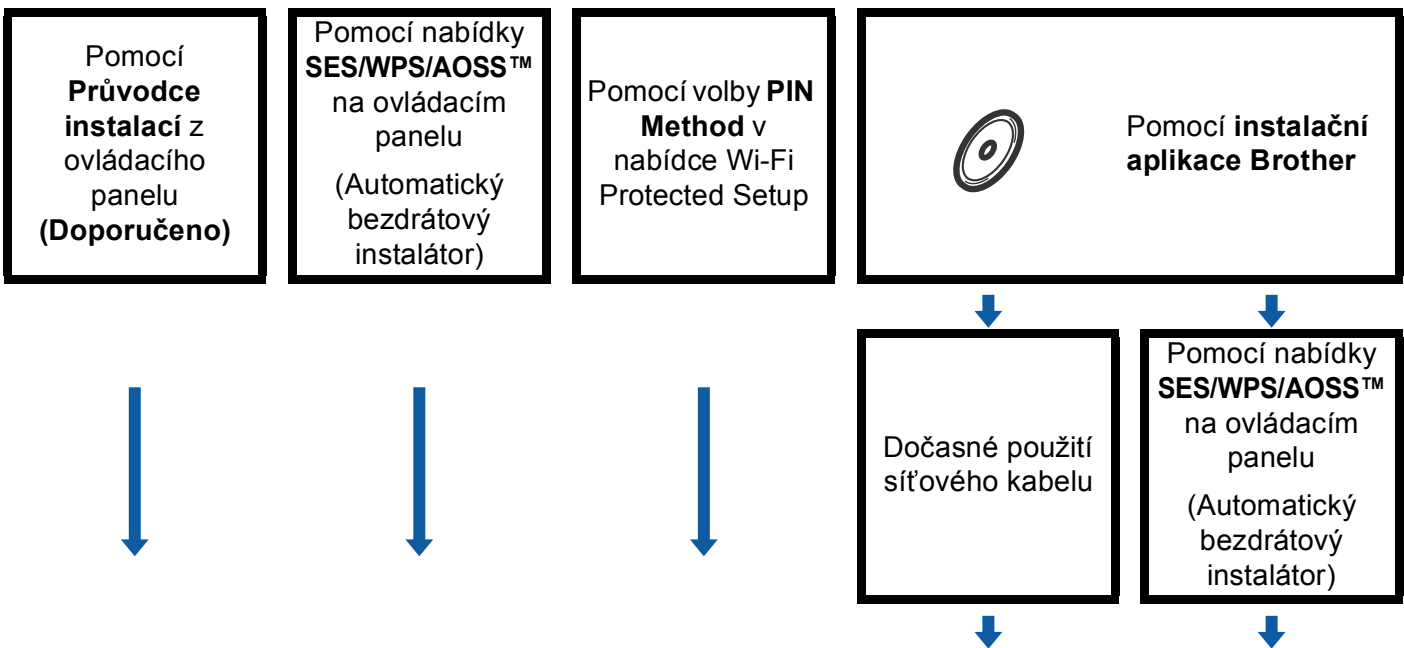 Pomocí
Průvodce
instalací z
ovládacího
panelu
(Doporučeno)
Pomocí nabídky
SES/WPS/AOSS™
na ovládacím
panelu
(Automatický
bezdrátový
instalátor)
Pomocí volby PIN
Method v
nabídce Wi-Fi
Protected Setup
Pomocí instalační
aplikace Brother
Dočasné použití
síťového kabelu
Pomocí nabídky
SES/WPS/AOSS™
na ovládacím
panelu
(Automatický
bezdrátový
instalátor)